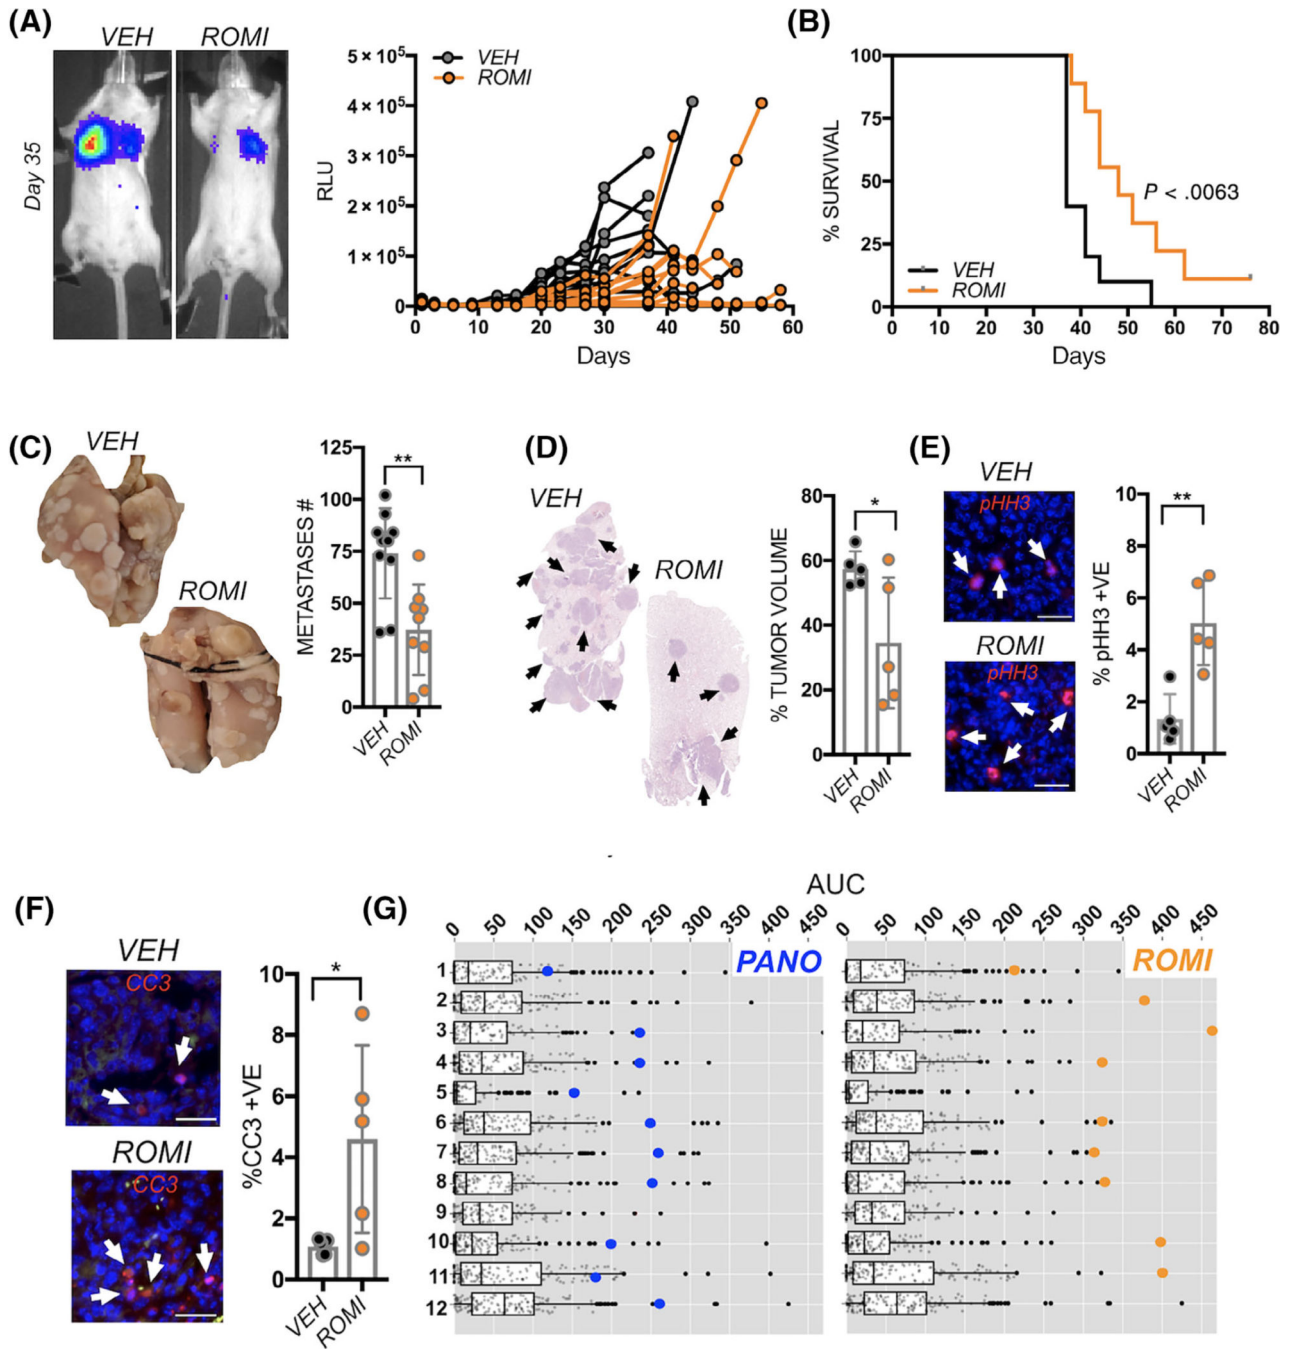 (A)
VEH
ROMI
Day 35
RLU
5 × 10⁵
4 × 10⁵
3 × 10⁵
2 × 10⁵
1 × 10⁵
0
VEH
ROMI
0 10 20 30 40 50 60
Days
(B)
% SURVIVAL
100
75
50
25
0
P < .0063
VEH
ROMI
0 10 20 30 40 50 60 70 80
Days
(C)
VEH
ROMI
METASTASES #
125
100
75
50
25
0
**
VEH
ROMI
(D)
VEH
ROMI
% TUMOR VOLUME
80
60
40
20
0
*
VEH
ROMI
(E)
VEH
pHH3
ROMI
pHH3
% pHH3 +VE
10
8
6
4
2
0
**
VEH
ROMI
(F)
VEH
CC3
ROMI
CC3
%CC3 +VE
10
8
6
4
2
0
*
VEH
ROMI
(G)
AUC
0 50 100 150 200 250 300 350 400 450
0 50 100 150 200 250 300 350 400 450
PANO
ROMI
1
2
3
4
5
6
7
8
9
10
11
12